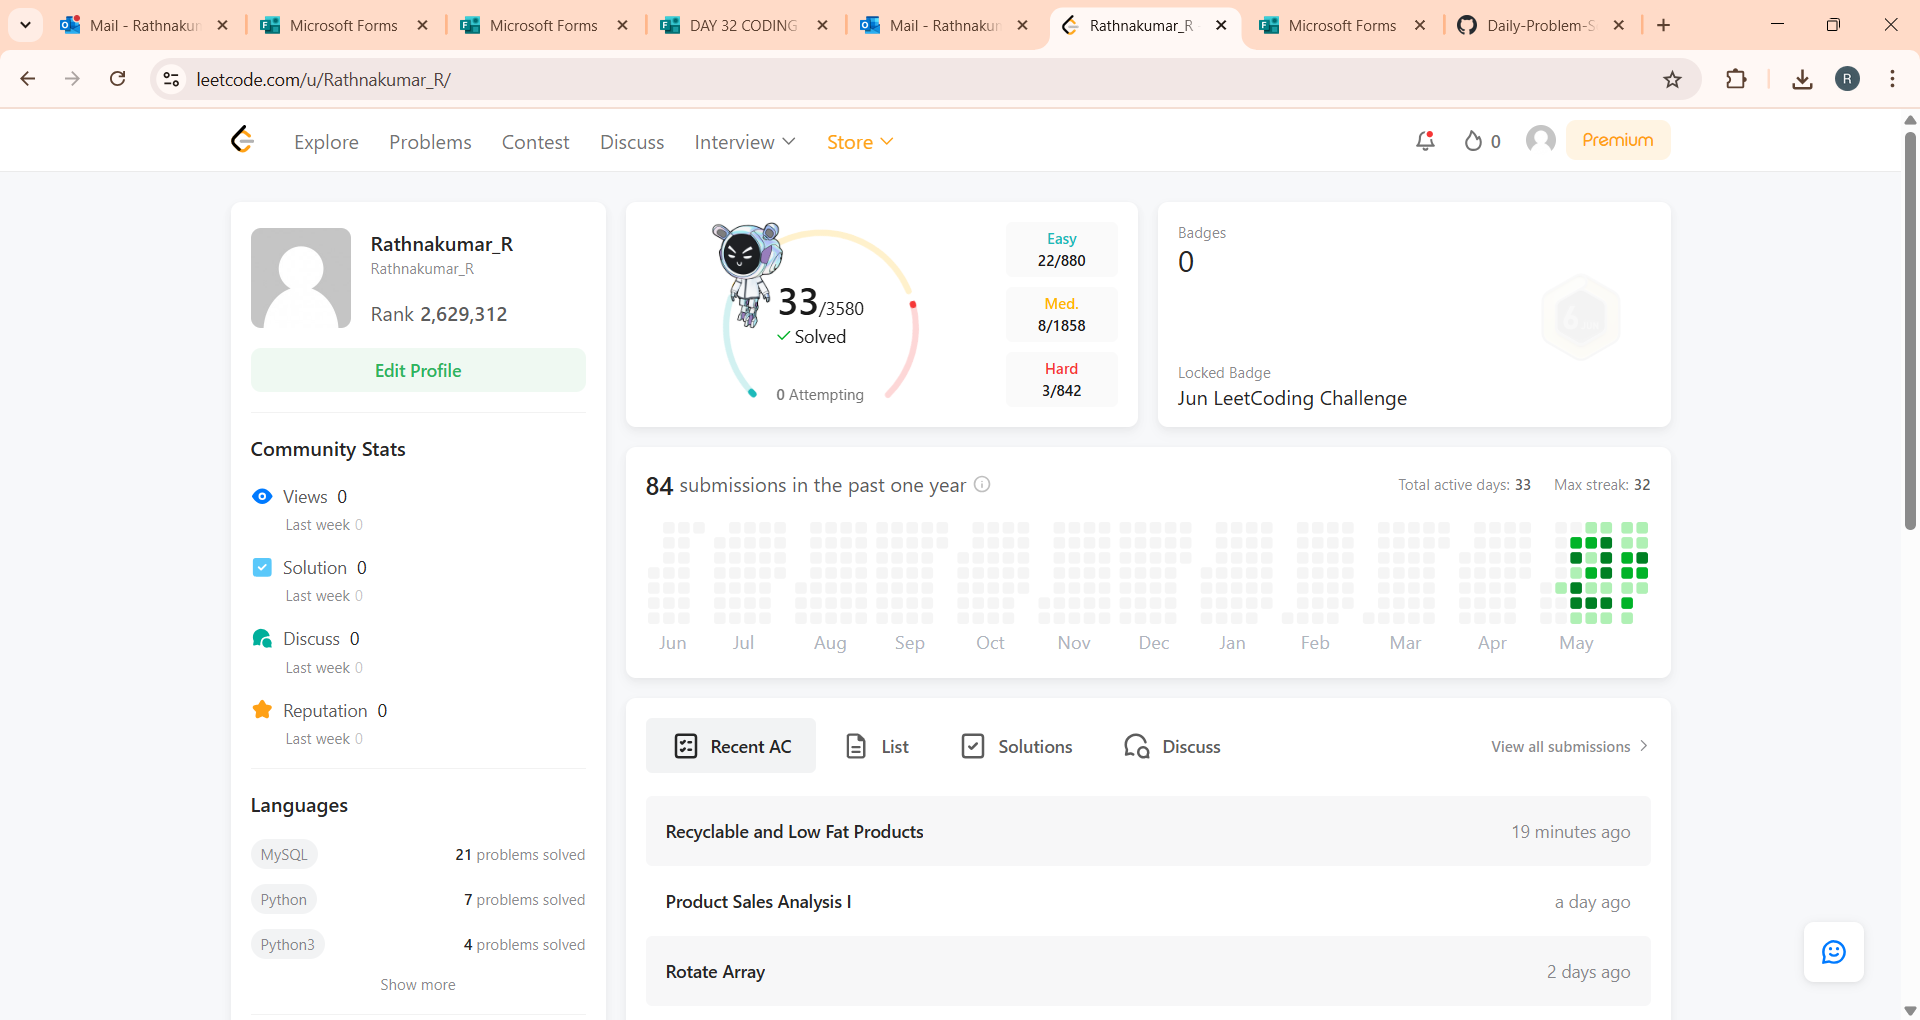 Mail - Rathnakum
Microsoft Forms
Microsoft Forms
DAY 32 CODING
Mail - Rathnakum
Rathnakumar_R
Microsoft Forms
Daily-Problem-S
leetcode.com/u/Rathnakumar_R/
R
Explore
Problems
Contest
Discuss
Interview
Store
0
Premium
Rathnakumar_R
Rathnakumar_R
Rank 2,629,312
Edit Profile
Community Stats
Views 0
Last week 0
Solution 0
Last week 0
Discuss 0
Last week 0
Reputation 0
Last week 0
Languages
MySQL 21 problems solved
Python 7 problems solved
Python3 4 problems solved
Show more
33/3580
Solved
0 Attempting
Easy
22/880
Med.
8/1858
Hard
3/842
Badges
0
Locked Badge
Jun LeetCoding Challenge
84 submissions in the past one year
Total active days: 33 Max streak: 32
Jun Jul Aug Sep Oct Nov Dec Jan Feb Mar Apr May
Recent AC
List
Solutions
Discuss
View all submissions
Recyclable and Low Fat Products 19 minutes ago
Product Sales Analysis I a day ago
Rotate Array 2 days ago